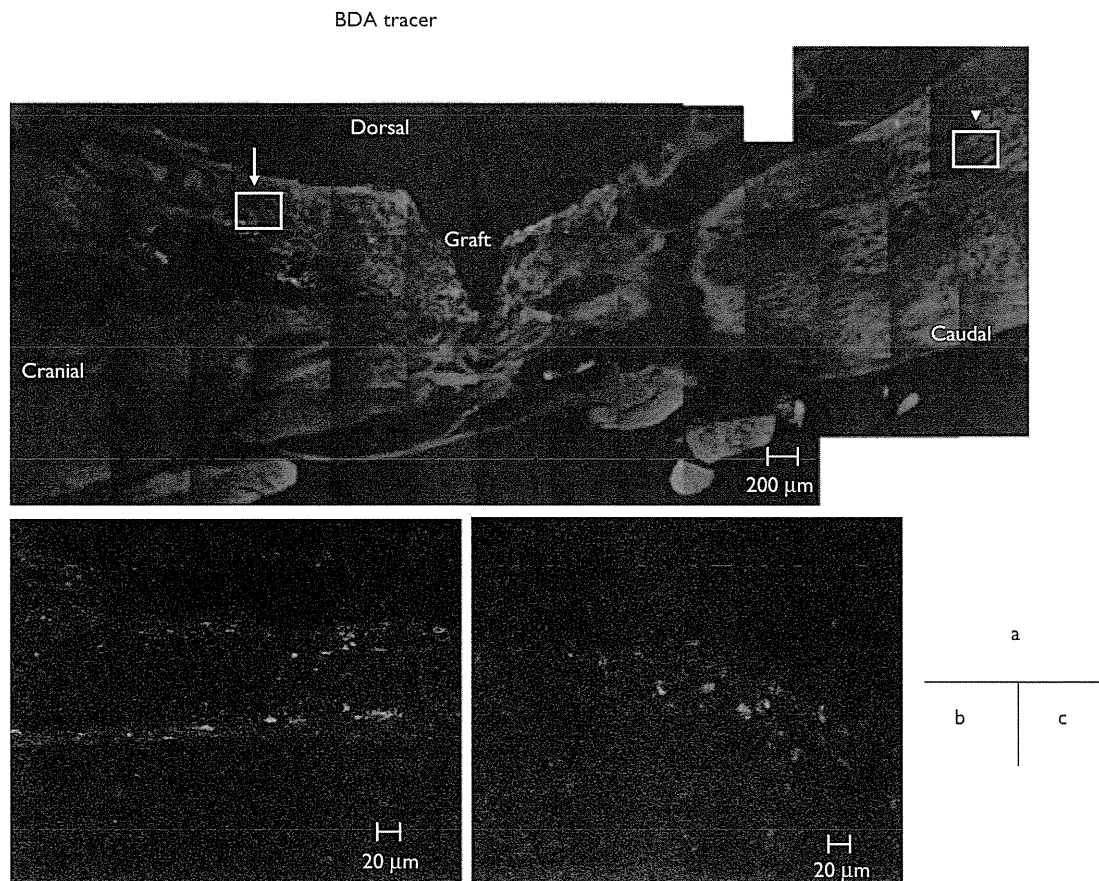 BDA tracer
Dorsal
Graft
Cranial
Caudal
200 μm
20 μm
20 μm
a
b
c